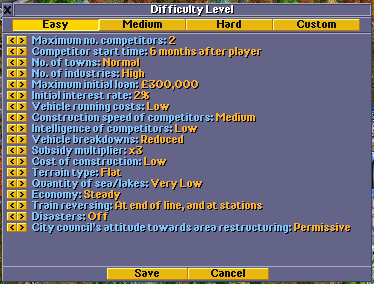 Difficulty Level
Easy Medium Hard Custom
Maximum no. competitors: 2
Competitor start time: 6 months after player
No. of towns: Normal
No. of industries: High
Maximum initial loan: £300,000
Initial interest rate: 2%
Vehicle running costs: Low
Construction speed of competitors: Medium
Intelligence of competitors: Low
Vehicle breakdowns: Reduced
Subsidy multiplier: x3
Cost of construction: Low
Terrain type: Flat
Quantity of sea/lakes: Very Low
Economy: Steady
Train reversing: At end of line, and at stations
Disasters: Off
City council's attitude towards area restructuring: Permissive
Save Cancel